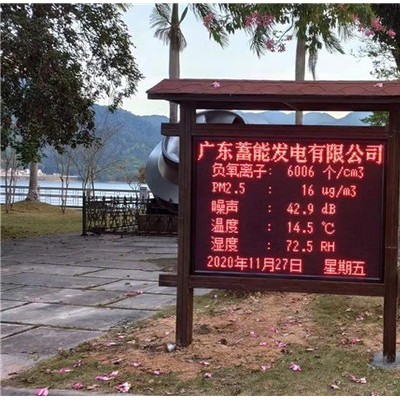 广东蓄能发电有限公司
负氧离子: 6006 个/cm3
PM2.5 : 16 ug/m3
噪声 : 42.9 dB
温度 : 14.5 ℃
湿度 : 72.5 RH
2020年11月27日 星期五